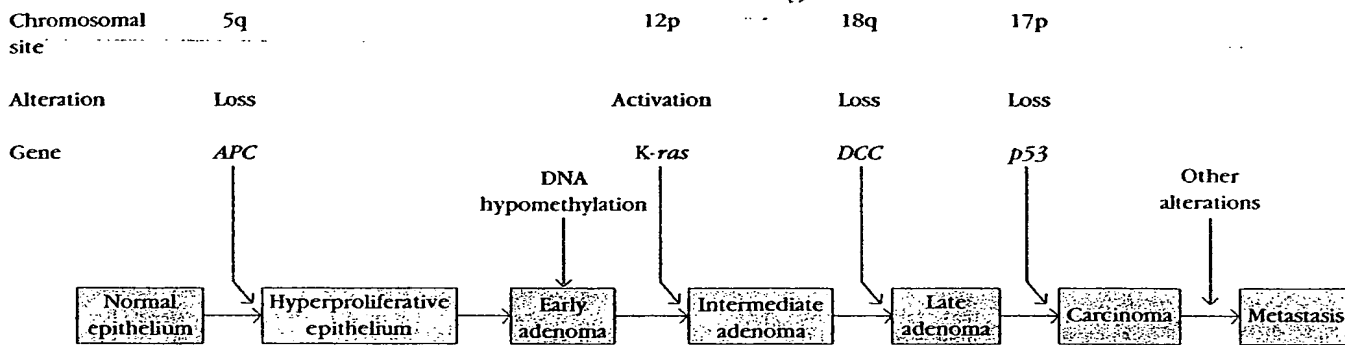 Chromosomal 5q 12p 18q 17p
site
Alteration Loss Activation Loss Loss
Gene APC K-ras DCC p53
DNA
hypomethylation
Other
alterations
Normal
epithelium
Hyperproliferative
epithelium
Early
adenoma
Intermediate
adenoma
Late
adenoma
Carcinoma
Metastasis